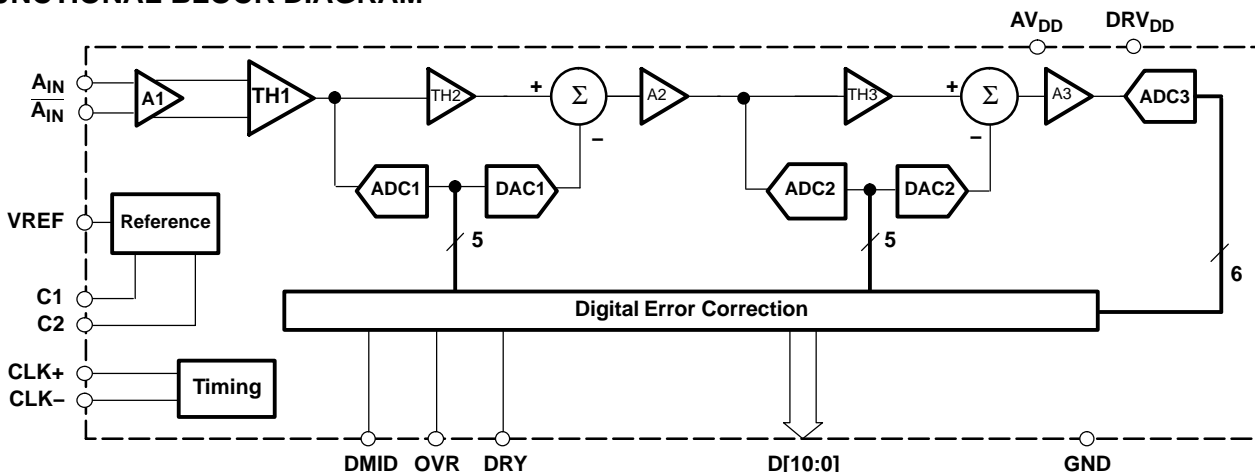 FUNCTIONAL BLOCK DIAGRAM
AVDD DRVDD
AIN
AIN
A1
TH1
TH2
+
Σ
–
A2
TH3
+
Σ
–
A3
ADC3
ADC1
DAC1
ADC2
DAC2
VREF
Reference
5
5
6
C1
C2
Digital Error Correction
CLK+
CLK–
Timing
DMID OVR DRY D[10:0] GND